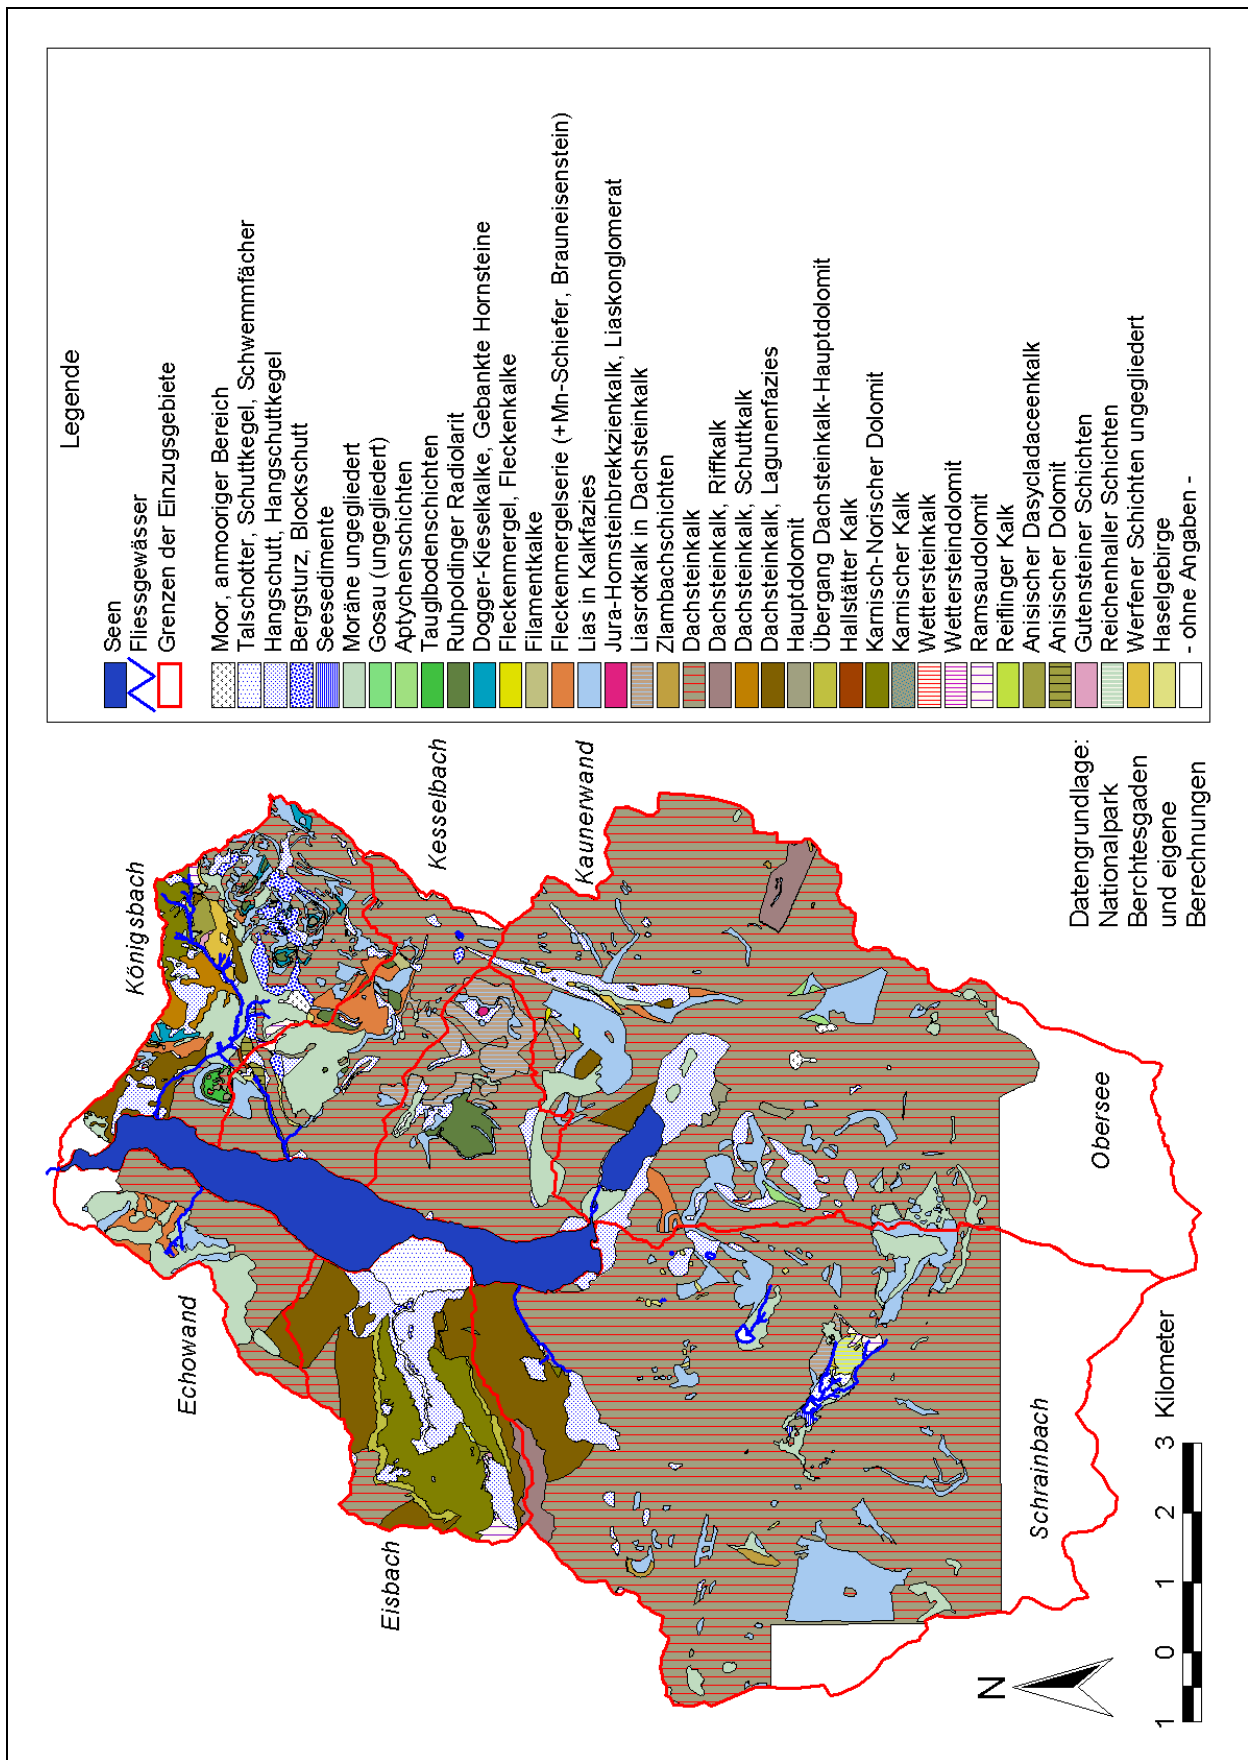 Legende
Seen
Fliessgewässer
Grenzen der Einzugsgebiete
Moor, anmooriger Bereich
Talschotter, Schuttkegel, Schwemmfächer
Hangschutt, Hangschuttkegel
Bergsturz, Blockschutt
Seesedimente
Moräne ungegliedert
Gosau (ungegliedert)
Aptychenschichten
Tauglbodenschichten
Ruhpoldinger Radiolarit
Dogger-Kieselkalke, Gebankte Hornsteine
Fleckenmergel, Fleckenkalke
Filamentkalke
Fleckenmergelserie (+Mn-Schiefer, Brauneisenstein)
Lias in Kalkfazies
Jura-Hornsteinbrekkzienkalk, Liaskonglomerat
Liasrotkalk in Dachsteinkalk
Zlambachschichten
Dachsteinkalk
Dachsteinkalk, Riffkalk
Dachsteinkalk, Schuttkalk
Dachsteinkalk, Lagunenfazies
Hauptdolomit
Übergang Dachsteinkalk-Hauptdolomit
Hallstätter Kalk
Karnisch-Norischer Dolomit
Karnischer Kalk
Wettersteinkalk
Wettersteindolomit
Ramsaudolomit
Reiflinger Kalk
Anisischer Dasycladaceenkalk
Anisischer Dolomit
Gutensteiner Schichten
Reichenhaller Schichten
Werfener Schichten ungegliedert
Haselgebirge
- ohne Angaben -
Königsbach
Kesselbach
Kaunerwand
Echowand
Eisbach
Obersee
Schrainbach
Datengrundlage:
Nationalpark
Berchtesgaden
und eigene
Berechnungen
N
1 0 1 2 3 Kilometer